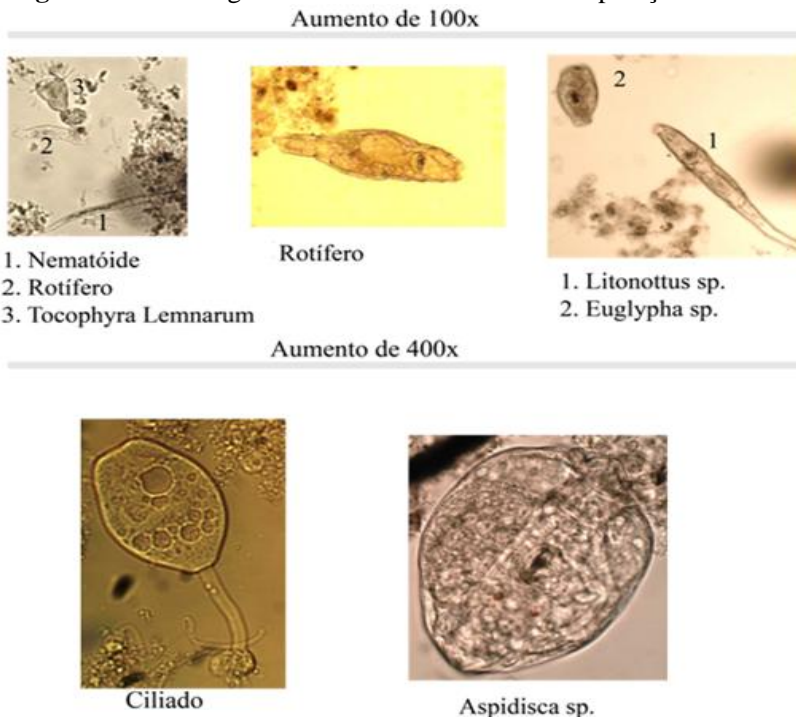 Aumento de 100x
3
2
1
2
1
1. Nematóide
2. Rotífero
3. Tocophyra Lemnarum
Rotífero
1. Litonottus sp.
2. Euglypha sp.
Aumento de 400x
Ciliado
Aspidisca sp.